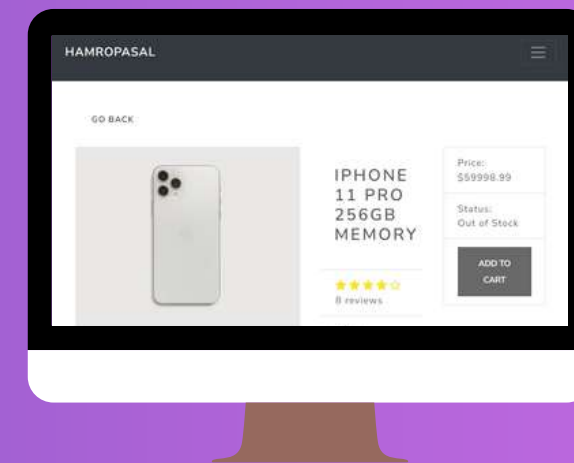 HAMROPASAL
GO BACK
IPHONE
11 PRO
256GB
MEMORY
8 reviews
Price:
$59998.99
Status:
Out of Stock
ADD TO
CART